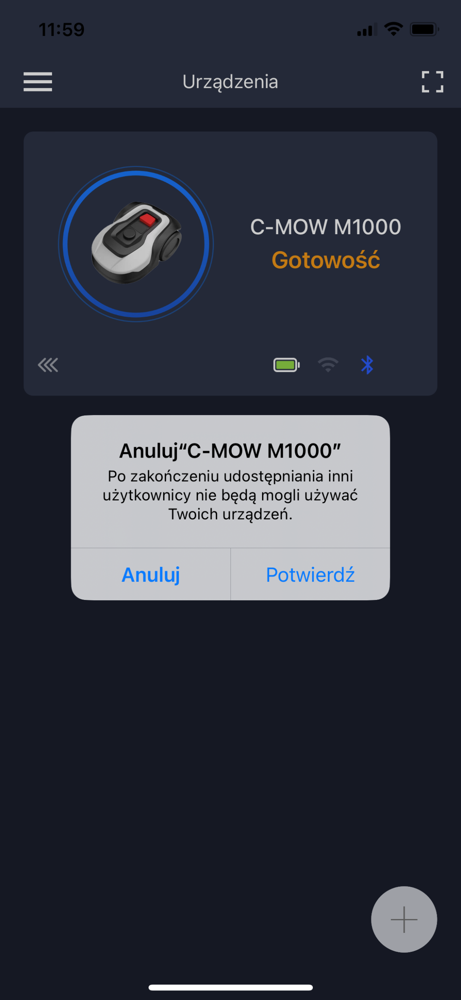 11:59
Urządzenia
C-MOW M1000
Gotowość
Anuluj“C-MOW M1000”
Po zakończeniu udostępniania inni
użytkownicy nie będą mogli używać
Twoich urządzeń.
Anuluj
Potwierdź